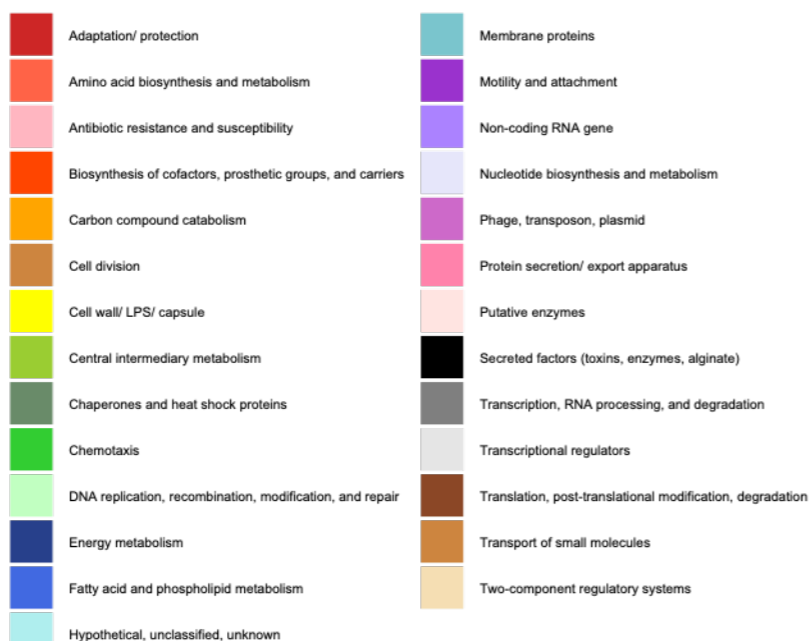 Adaptation/ protection
Amino acid biosynthesis and metabolism
Antibiotic resistance and susceptibility
Biosynthesis of cofactors, prosthetic groups, and carriers
Carbon compound catabolism
Cell division
Cell wall/ LPS/ capsule
Central intermediary metabolism
Chaperones and heat shock proteins
Chemotaxis
DNA replication, recombination, modification, and repair
Energy metabolism
Fatty acid and phospholipid metabolism
Hypothetical, unclassified, unknown
Membrane proteins
Motility and attachment
Non-coding RNA gene
Nucleotide biosynthesis and metabolism
Phage, transposon, plasmid
Protein secretion/ export apparatus
Putative enzymes
Secreted factors (toxins, enzymes, alginate)
Transcription, RNA processing, and degradation
Transcriptional regulators
Translation, post-translational modification, degradation
Transport of small molecules
Two-component regulatory systems